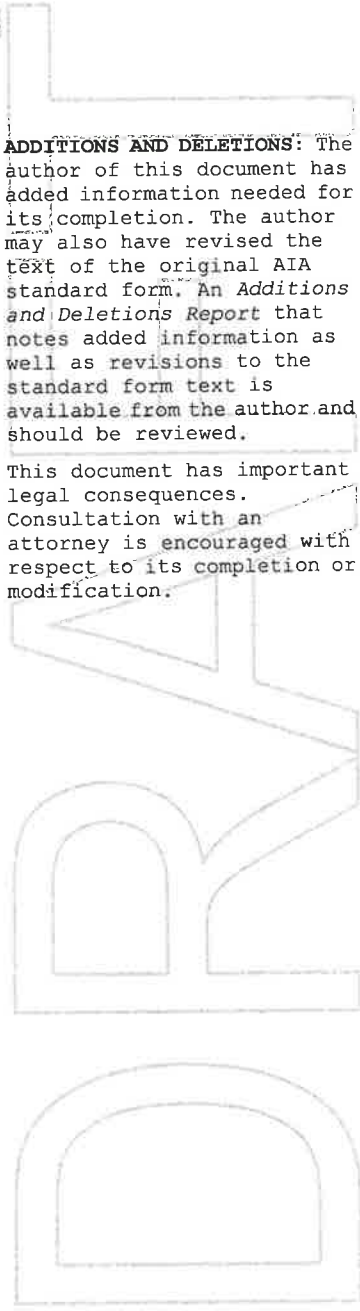 ADDITIONS AND DELETIONS: The
author of this document has
added information needed for
its completion. The author
may also have revised the
text of the original AIA
standard form. An Additions
and Deletions Report that
notes added information as
well as revisions to the
standard form text is
available from the author and
should be reviewed.
This document has important
legal consequences.
Consultation with an
attorney is encouraged with
respect to its completion or
modification.
DRAFT